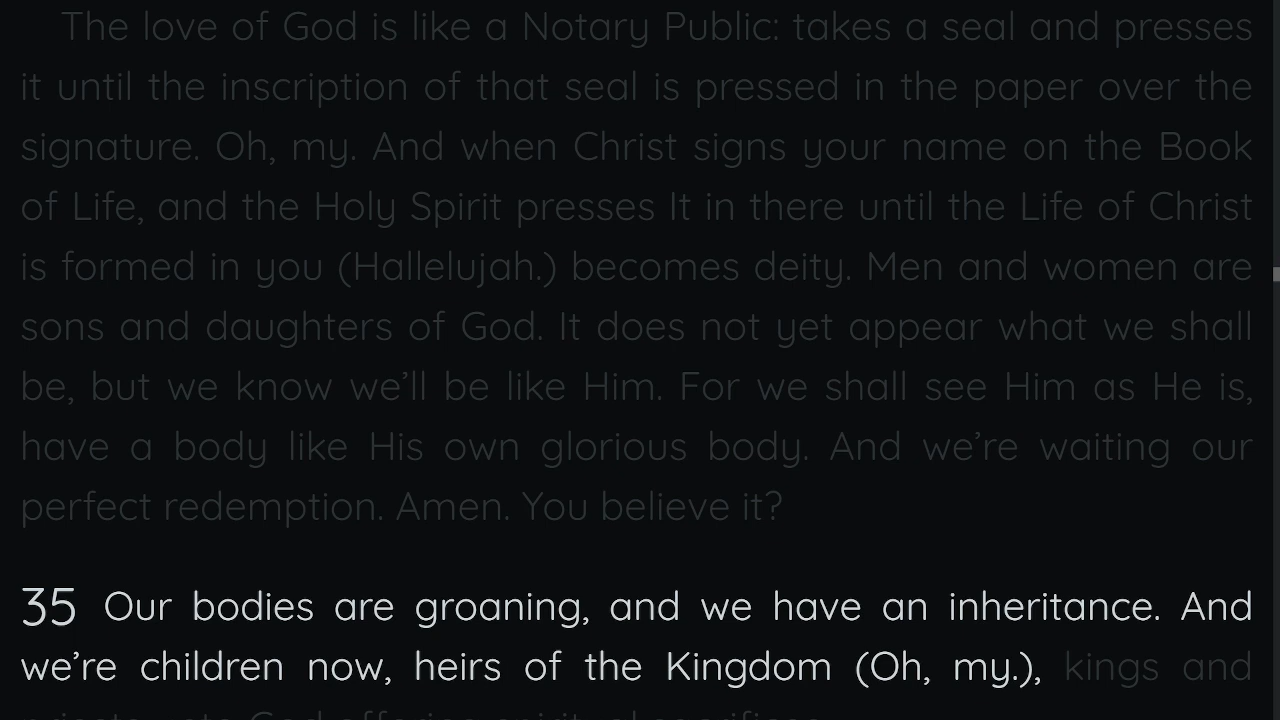 The love of God is like a Notary Public: takes a seal and presses
it until the inscription of that seal is pressed in the paper over the
signature. Oh, my. And when Christ signs your name on the Book
of Life, and the Holy Spirit presses It in there until the Life of Christ
is formed in you (Hallelujah.) becomes deity. Men and women are
sons and daughters of God. It does not yet appear what we shall
be, but we know we’ll be like Him. For we shall see Him as He is,
have a body like His own glorious body. And we’re waiting our
perfect redemption. Amen. You believe it?
35 Our bodies are groaning, and we have an inheritance. And
we’re children now, heirs of the Kingdom (Oh, my.), kings and
God offering